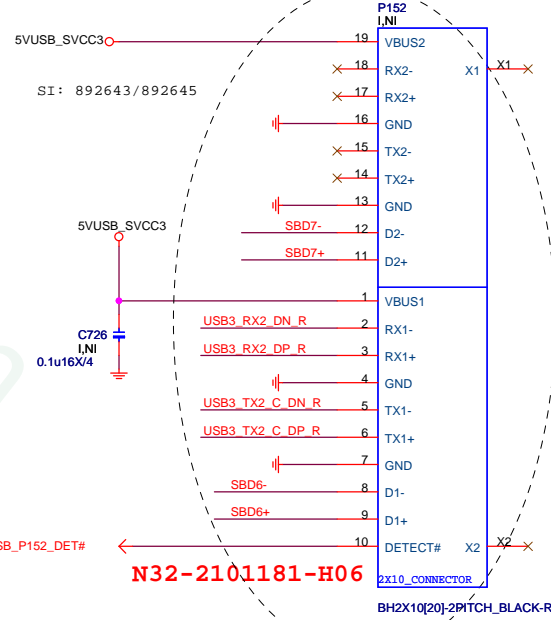 P152
I,NI
5VUSB_SVCC3
19 VBUS2
18 RX2- X1 X1
17 RX2+
SI: 892643/892645
16 GND
15 TX2-
14 TX2+
13 GND
5VUSB_SVCC3
SBD7- 12 D2-
SBD7+ 11 D2+
1 VBUS1
USB3_RX2_DN_R 2 RX1-
C726
I,NI
0.1u16X/4
USB3_RX2_DP_R 3 RX1+
4 GND
USB3_TX2_C_DN_R 5 TX1-
USB3_TX2_C_DP_R 6 TX1+
7 GND
SBD6- 8 D1-
SBD6+ 9 D1+
SB_P152_DET# 10 DETECT# X2 X2
N32-2101181-H06
2X10_CONNECTOR
BH2X10[20]-2PITCH_BLACK-R